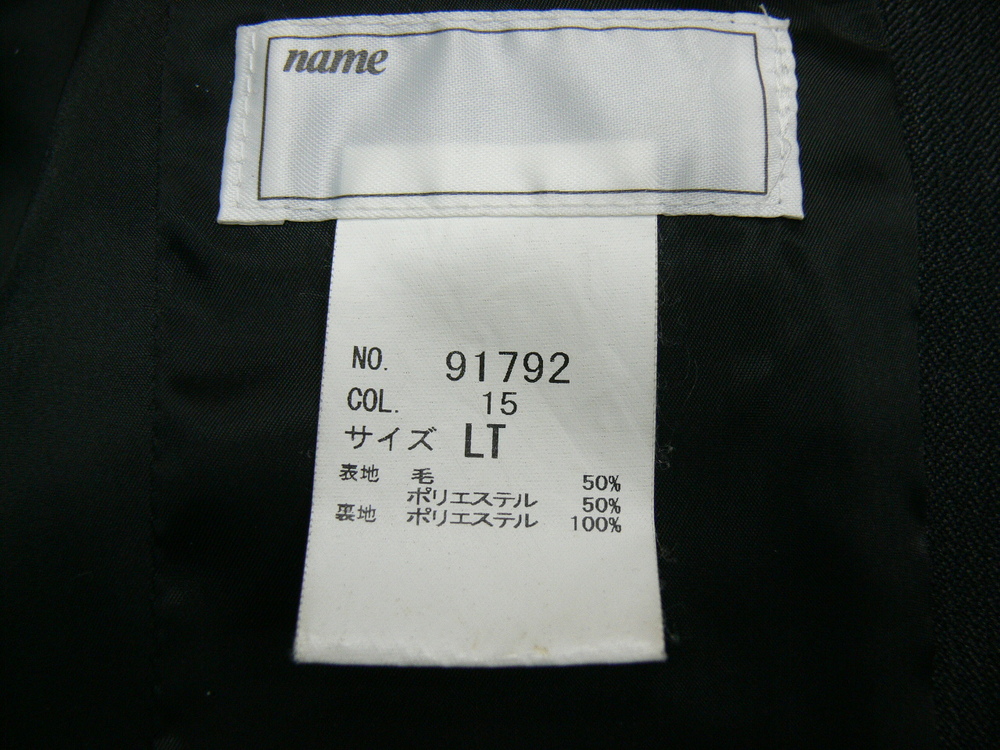 name
NO. 91792
COL. 15
サイズ LT
表地 毛 50%
ポリエステル 50%
裏地 ポリエステル 100%